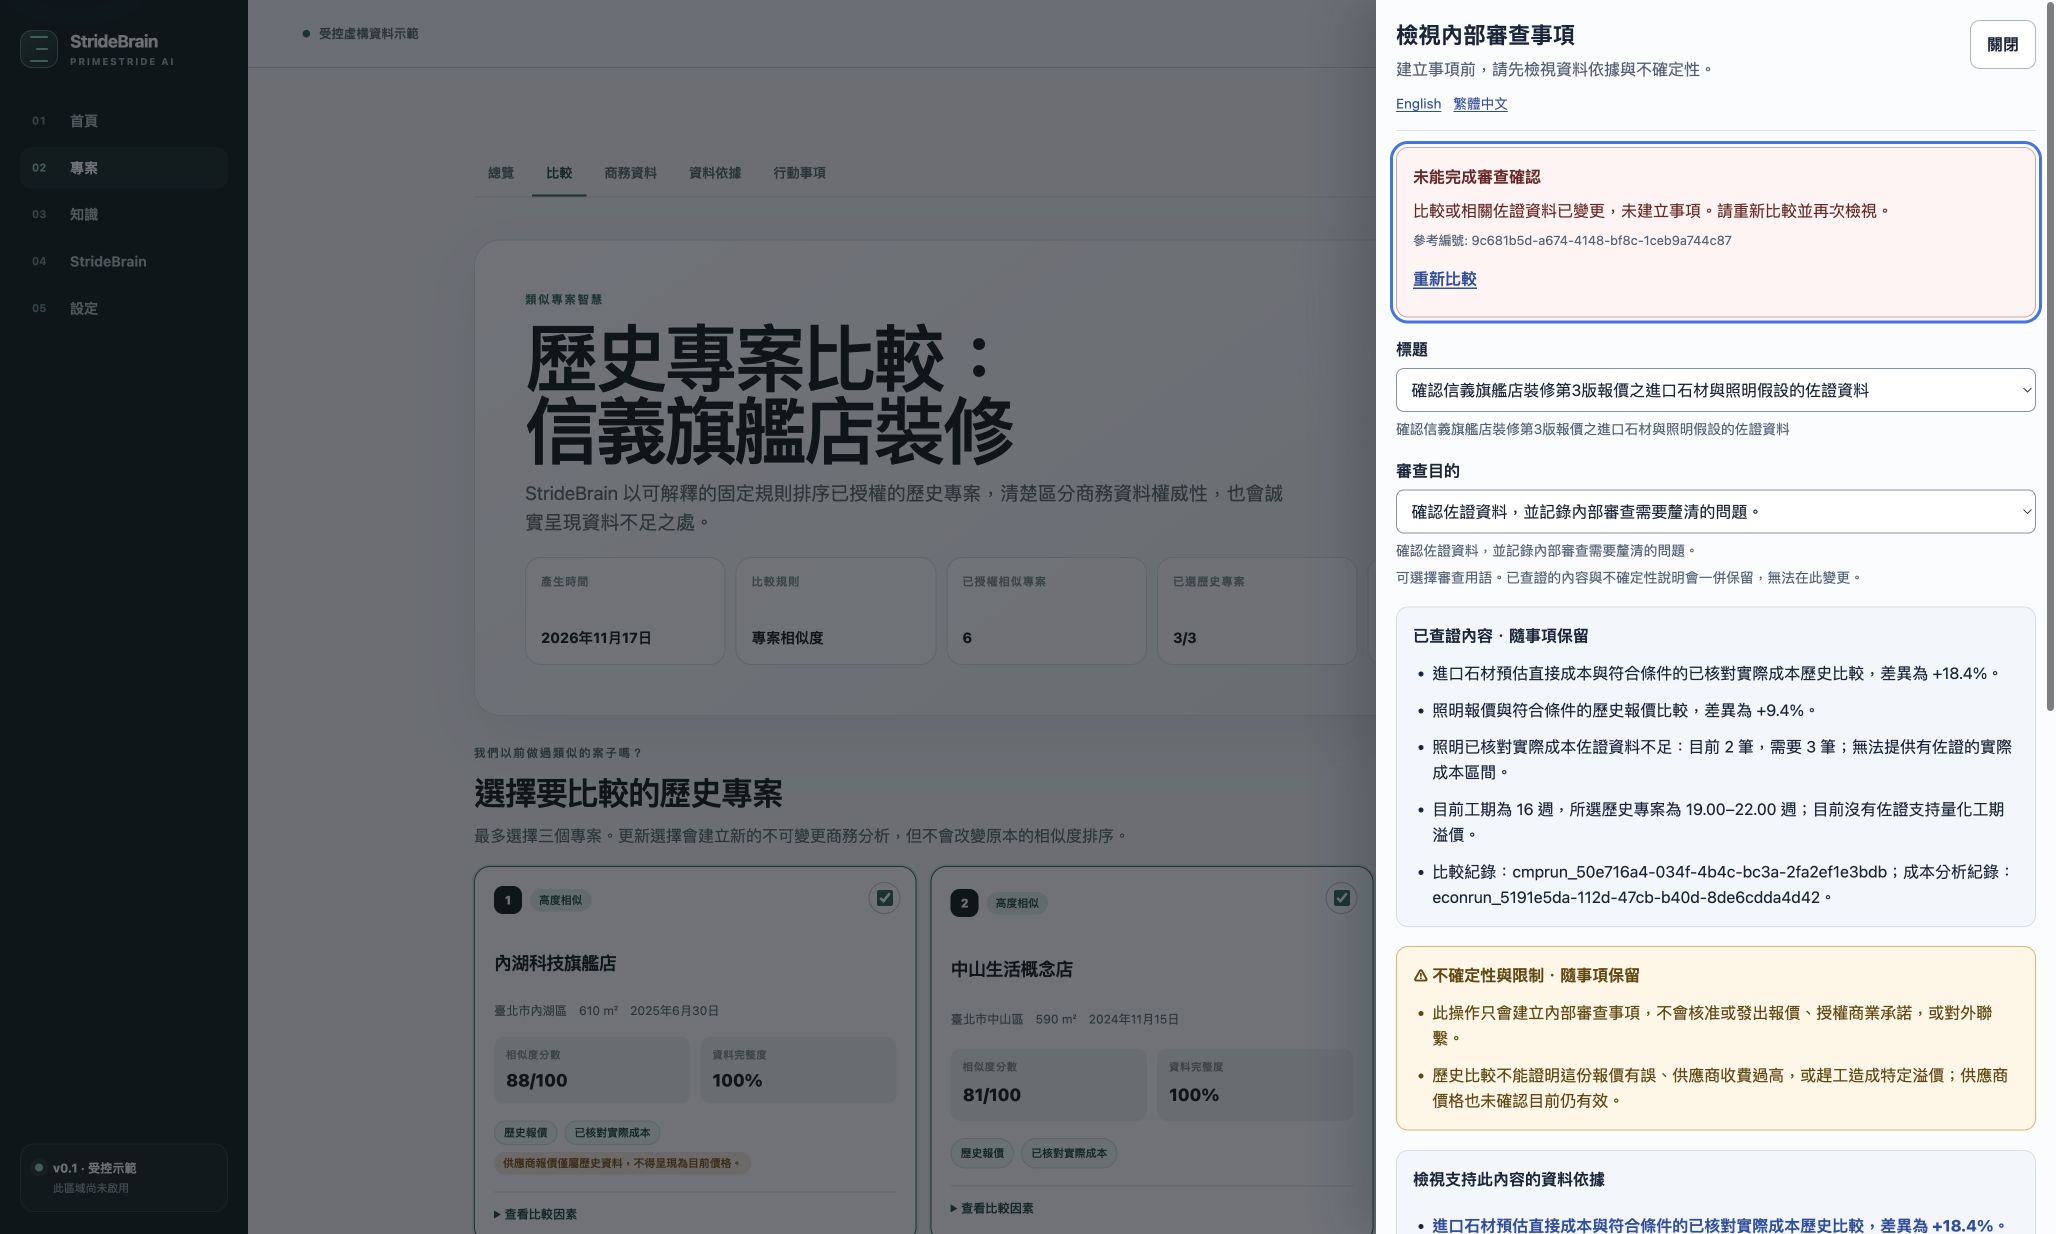 StrideBrain
PRIMESTRIDE AI
01 首頁
02 專案
03 知識
04 StrideBrain
05 設定
v0.1 · 受控示範
此區域尚未啟用
受控虛構資料示範
總覽 比較 商務資料 資料依據 行動事項
類似專案智慧
歷史專案比較：
信義旗艦店裝修
StrideBrain 以可解釋的固定規則排序已授權的歷史專案，清楚區分商務資料權威性，也會誠
實呈現資料不足之處。
產生時間
2026年11月17日
比較規則
專案相似度
已授權相似專案
6
已選歷史專案
3/3
我們以前做過類似的案子嗎？
選擇要比較的歷史專案
最多選擇三個專案。更新選擇會建立新的不可變更商務分析，但不會改變原本的相似度排序。
1 高度相似
內湖科技旗艦店
臺北市內湖區 610 m² 2025年6月30日
相似度分數
88/100
資料完整度
100%
歷史報價 已核對實際成本
供應商報價僅屬歷史資料，不得呈現為目前價格。
▸ 查看比較因素
2 高度相似
中山生活概念店
臺北市中山區 590 m² 2024年11月15日
相似度分數
81/100
資料完整度
100%
歷史報價 已核對實際成本
▸ 查看比較因素
檢視內部審查事項
關閉
建立事項前，請先檢視資料依據與不確定性。
English 繁體中文
未能完成審查確認
比較或相關佐證資料已變更，未建立事項。請重新比較並再次檢視。
參考編號: 9c681b5d-a674-4148-bf8c-1ceb9a744c87
重新比較
標題
確認信義旗艦店裝修第3版報價之進口石材與照明假設的佐證資料
確認信義旗艦店裝修第3版報價之進口石材與照明假設的佐證資料
審查目的
確認佐證資料，並記錄內部審查需要釐清的問題。
確認佐證資料，並記錄內部審查需要釐清的問題。
可選擇審查用語。已查證的內容與不確定性說明會一併保留，無法在此變更。
已查證內容 · 隨事項保留
• 進口石材預估直接成本與符合條件的已核對實際成本歷史比較，差異為 +18.4%。
• 照明報價與符合條件的歷史報價比較，差異為 +9.4%。
• 照明已核對實際成本佐證資料不足：目前 2 筆，需要 3 筆；無法提供有佐證的實際
成本區間。
• 目前工期為 16 週，所選歷史專案為 19.00–22.00 週；目前沒有佐證支持量化工期
溢價。
• 比較紀錄：cmprun_50e716a4-034f-4b4c-bc3a-2fa2ef1e3bdb；成本分析紀錄：
econrun_5191e5da-112d-47cb-b40d-8de6cdda4d42。
⚠ 不確定性與限制 · 隨事項保留
• 此操作只會建立內部審查事項，不會核准或發出報價、授權商業承諾，或對外聯
繫。
• 歷史比較不能證明這份報價有誤、供應商收費過高，或趕工造成特定溢價；供應商
價格也未確認目前仍有效。
檢視支持此內容的資料依據
• 進口石材預估直接成本與符合條件的已核對實際成本歷史比較，差異為 +18.4%。